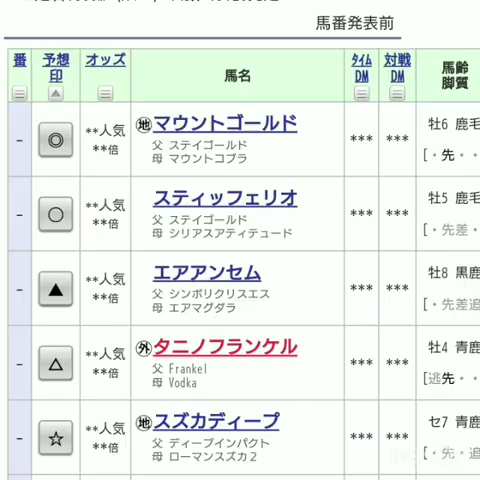 馬番発表前
番 予想印 オッズ 馬名 タイムDM 対戦DM 馬齢脚質
- ◎ **人気 **倍 地 マウントゴールド *** *** 牡6 鹿毛
父 ステイゴールド
母 マウントコブラ
[・先・・
- ○ **人気 **倍 スティッフェリオ *** *** 牡5 鹿毛
父 ステイゴールド
母 シリアスアティテュード
[・先差・
- ▲ **人気 **倍 エアアンセム *** *** 牡8 黒鹿
父 シンボリクリスエス
母 エアマグダラ
[・先差追
- △ **人気 **倍 外 タニノフランケル *** *** 牡4 青鹿
父 Frankel
母 Vodka
[逃先・・
- ☆ **人気 **倍 地 スズカディープ *** *** セ7 青鹿
父 ディープインパクト
母 ローマンスズカ2
[・先・追